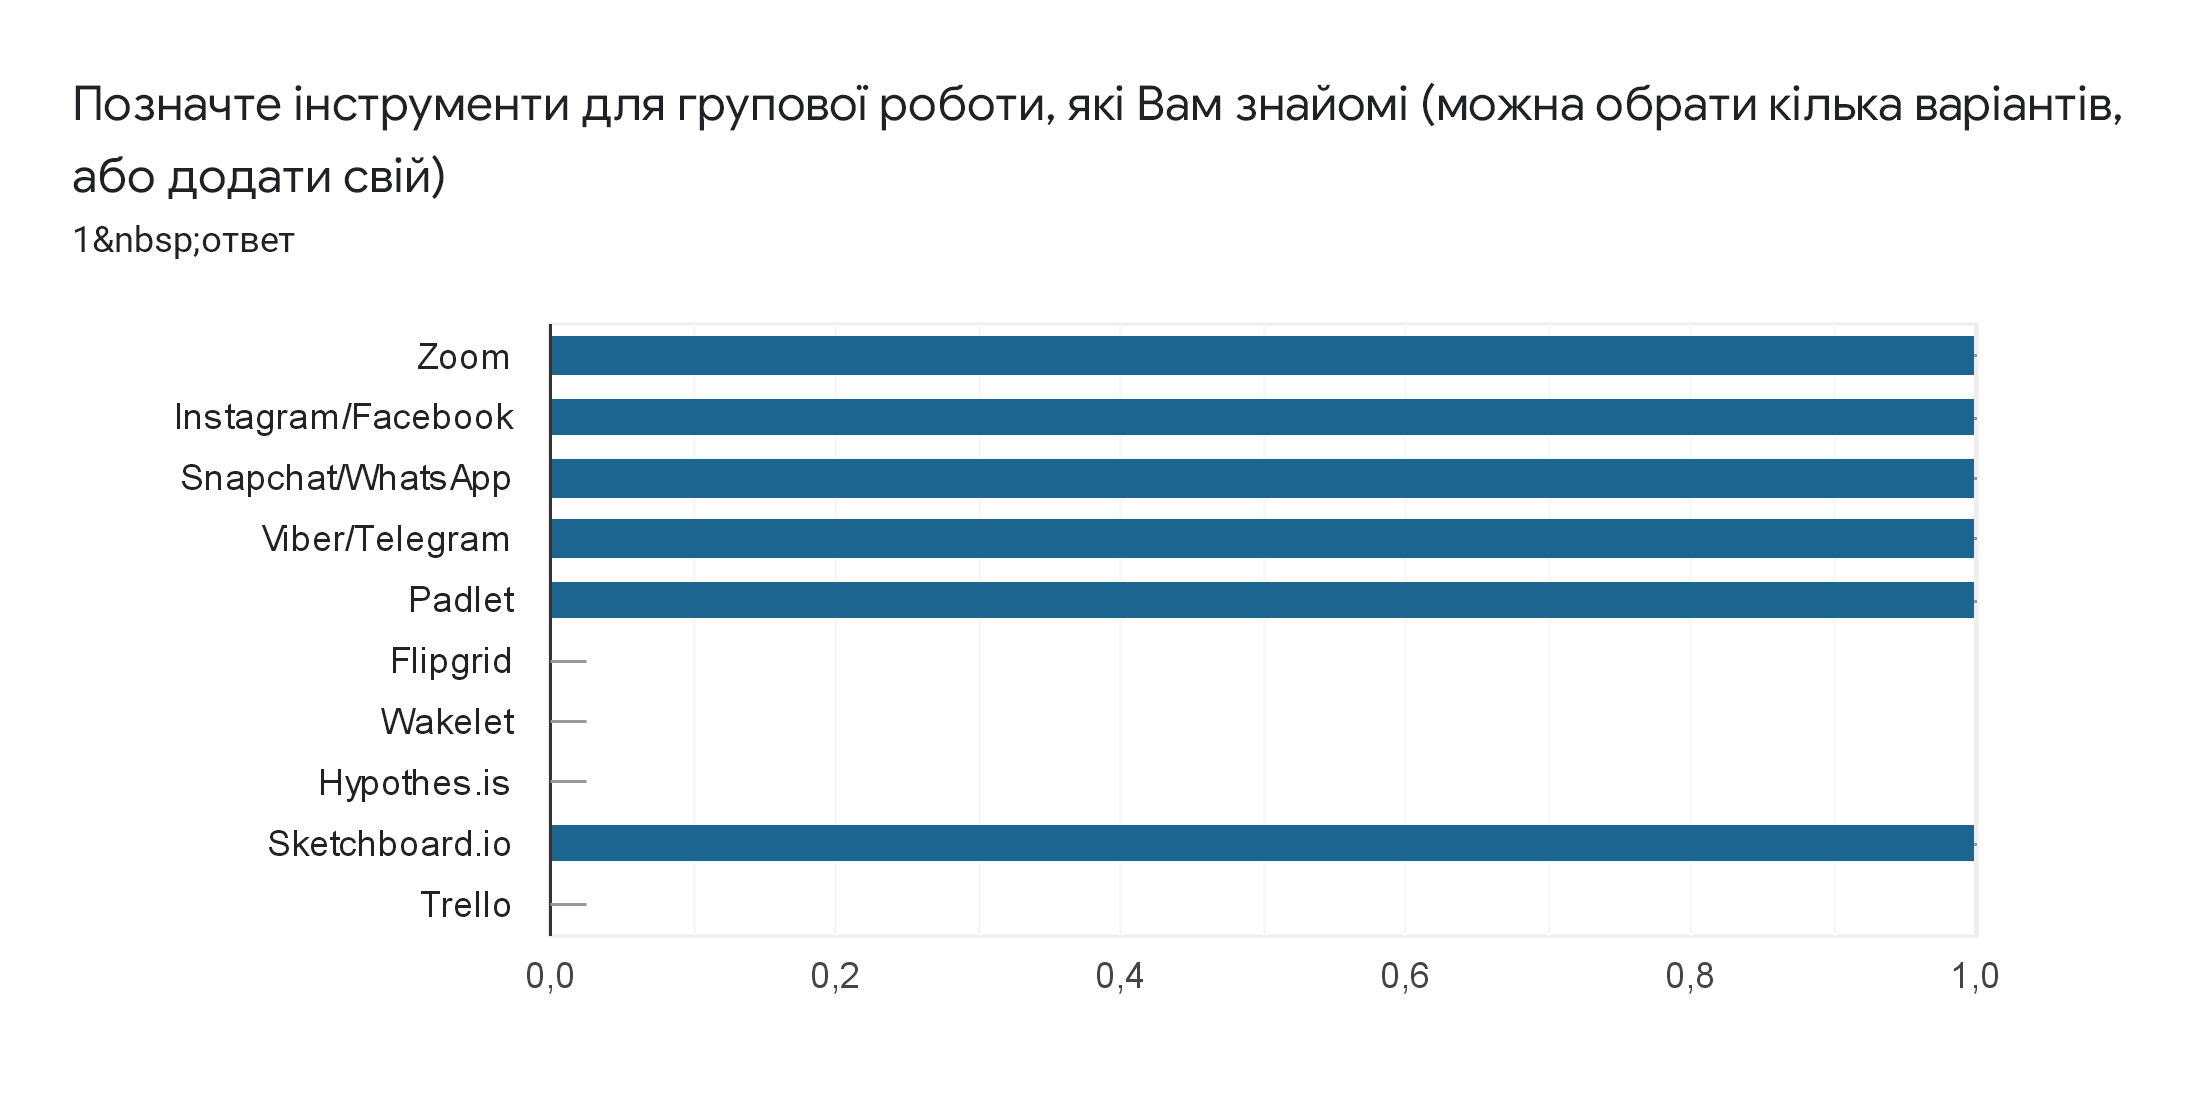 Позначте інструменти для групової роботи, які Вам знайомі (можна обрати кілька варіантів,
або додати свій)
1&nbsp;ответ
Zoom
Instagram/Facebook
Snapchat/WhatsApp
Viber/Telegram
Padlet
Flipgrid
Wakelet
Hypothes.is
Sketchboard.io
Trello
0,0 0,2 0,4 0,6 0,8 1,0